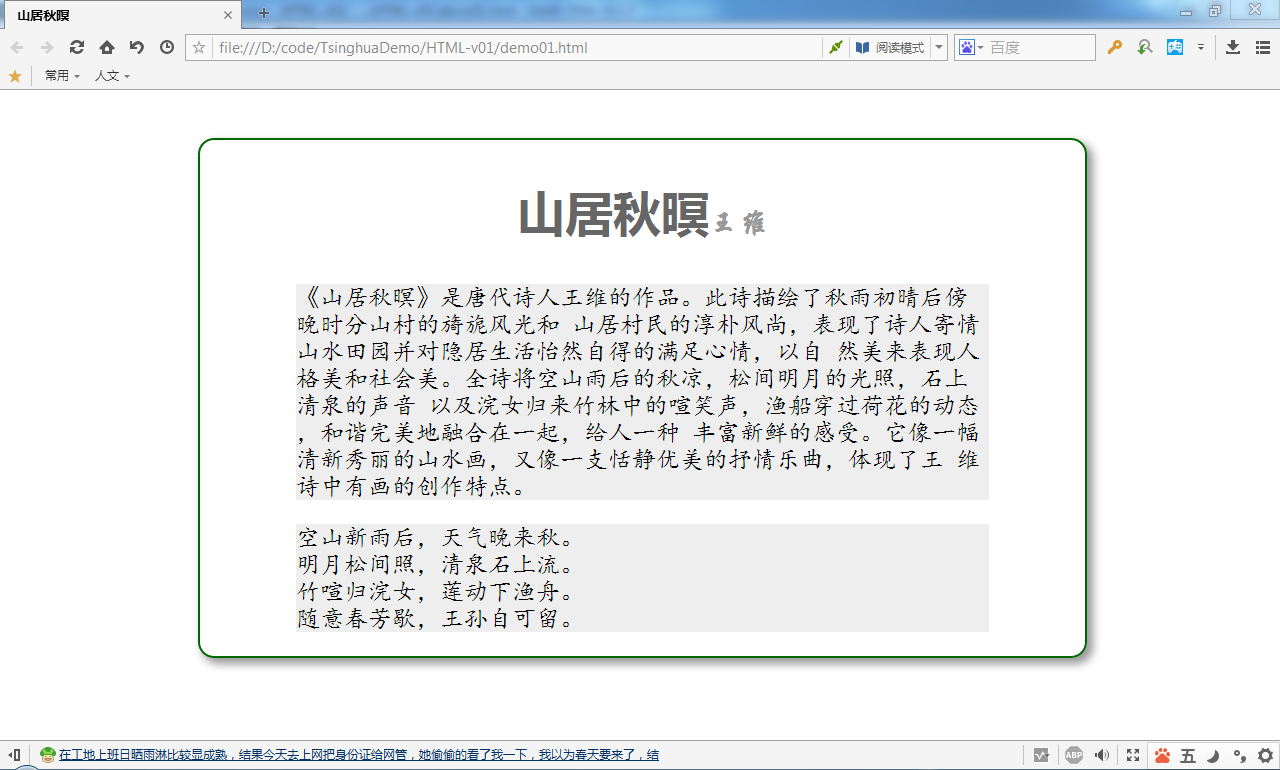 山居秋暝
file:///D:/code/TsinghuaDemo/HTML-v01/demo01.html
阅读模式
百度
常用
人文
山居秋暝 王 维
《山居秋暝》是唐代诗人王维的作品。此诗描绘了秋雨初晴后傍
晚时分山村的旖旎风光和 山居村民的淳朴风尚，表现了诗人寄情
山水田园并对隐居生活怡然自得的满足心情，以自 然美来表现人
格美和社会美。全诗将空山雨后的秋凉，松间明月的光照，石上
清泉的声音 以及浣女归来竹林中的喧笑声，渔船穿过荷花的动态
，和谐完美地融合在一起，给人一种 丰富新鲜的感受。它像一幅
清新秀丽的山水画，又像一支恬静优美的抒情乐曲，体现了王 维
诗中有画的创作特点。
空山新雨后，天气晚来秋。
明月松间照，清泉石上流。
竹喧归浣女，莲动下渔舟。
随意春芳歇，王孙自可留。
在工地上班日晒雨淋比较显成熟，结果今天去上网把身份证给网管，她偷偷的看了我一下，我以为春天要来了，结
ABP
五